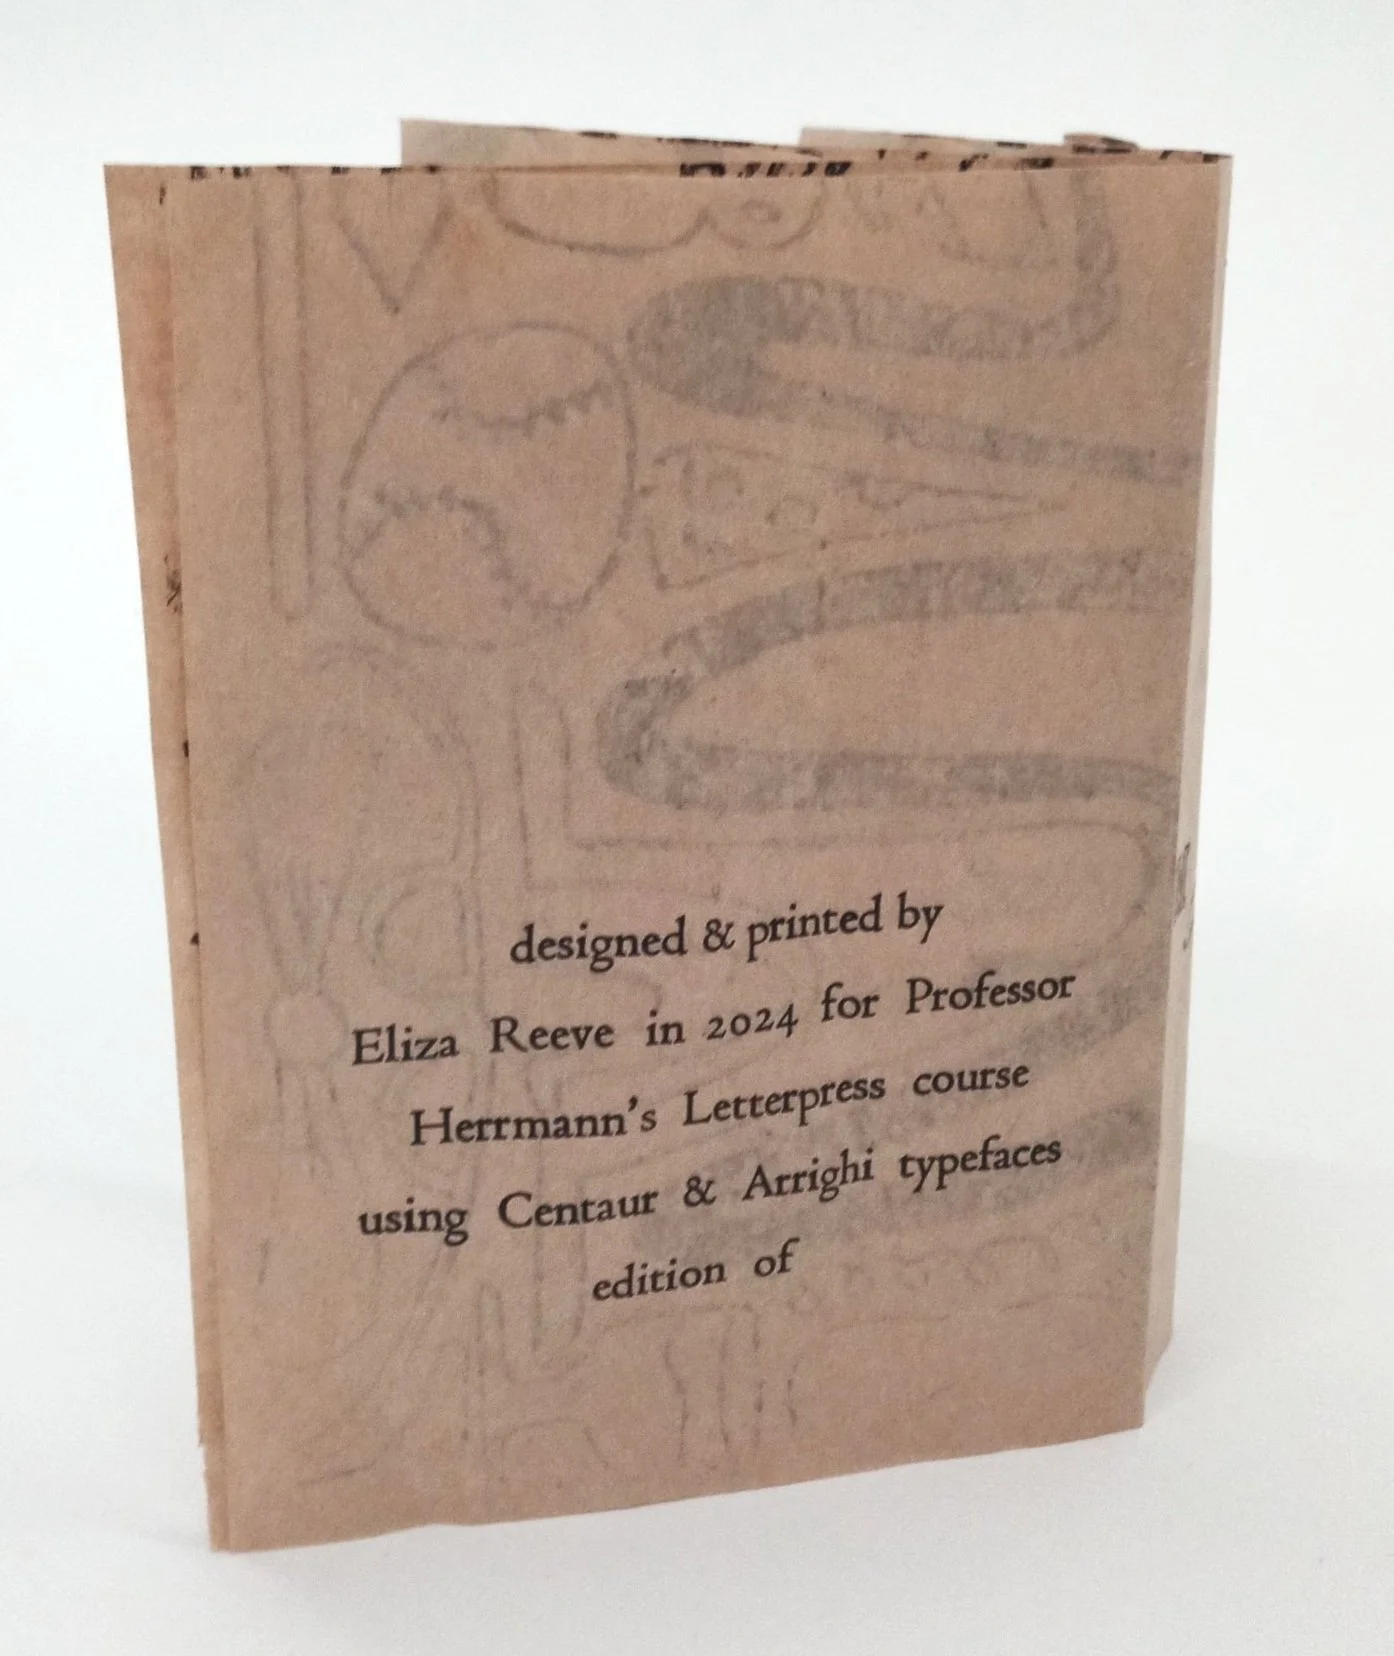 designed & printed by
Eliza Reeve in 2024 for Professor
Herrmann's Letterpress course
using Centaur & Arrighi typefaces
edition of